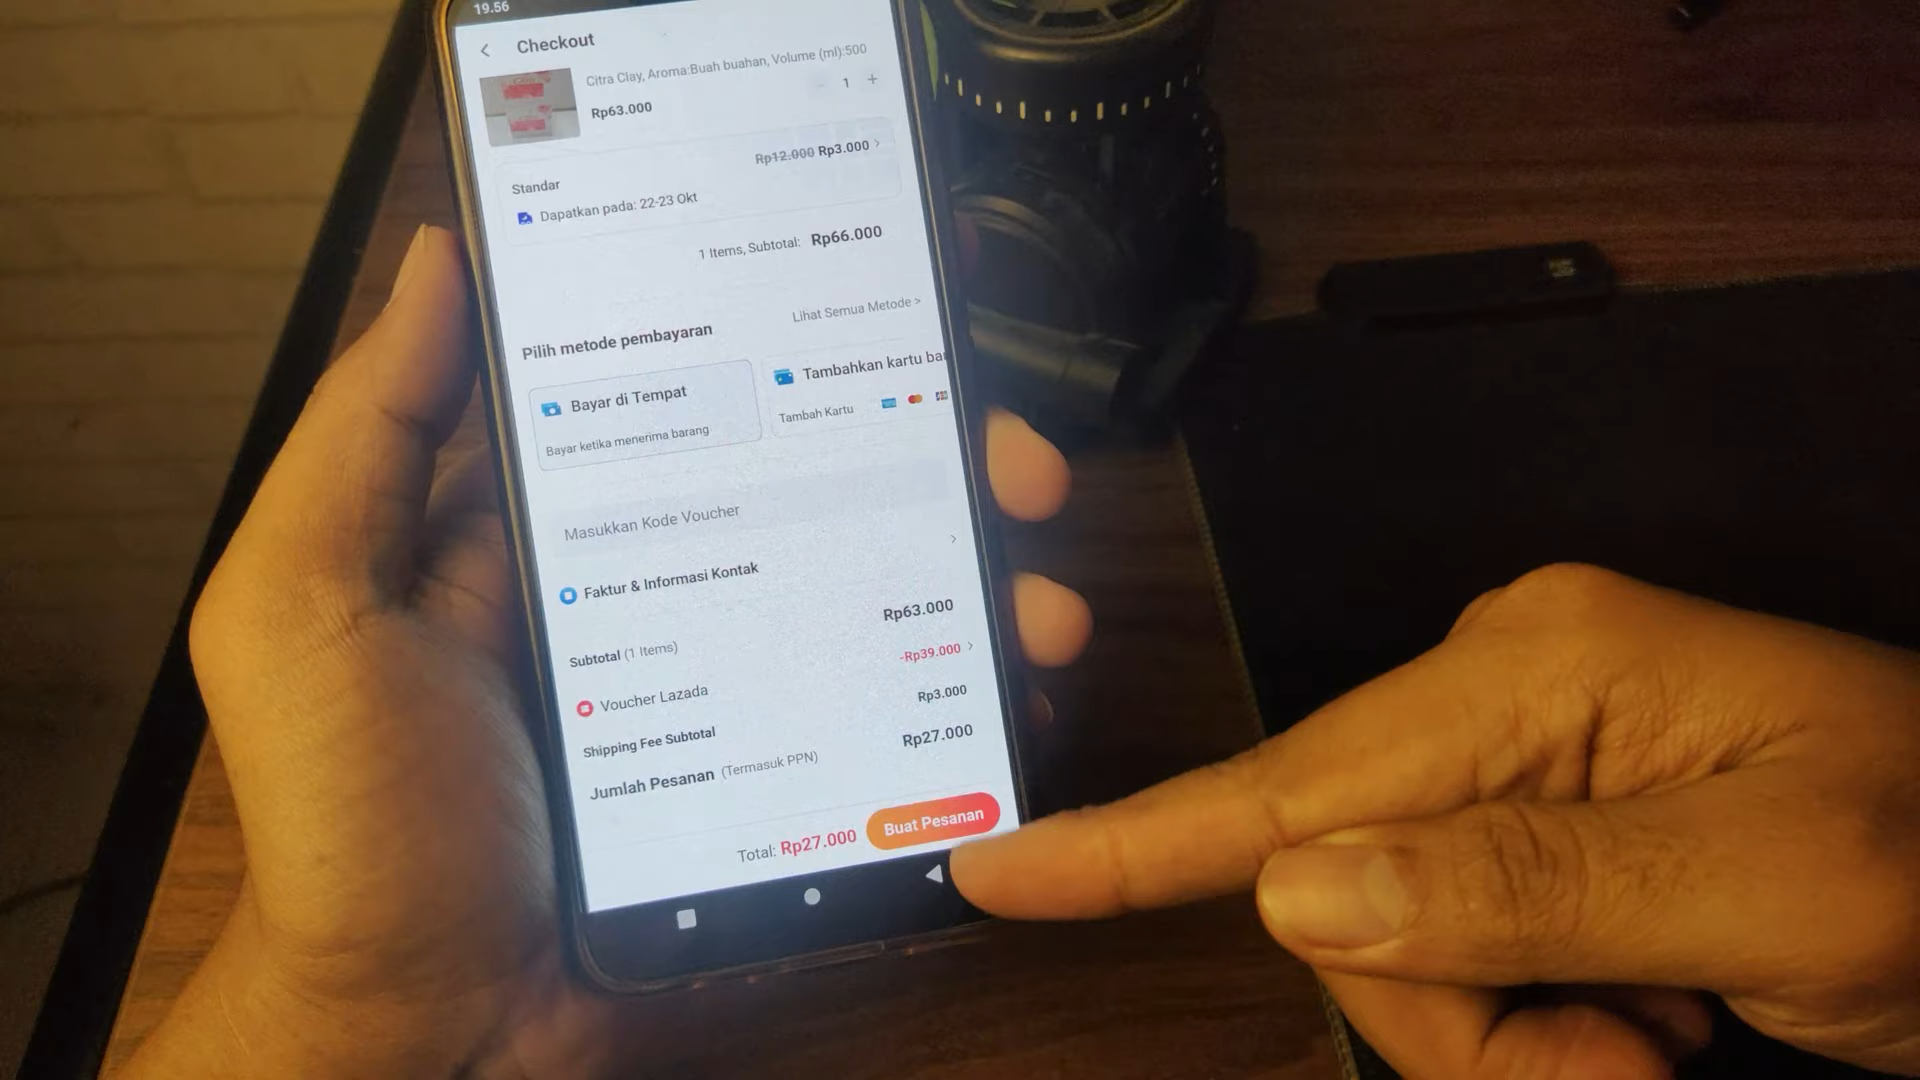 19.56
Checkout
Citra Clay, Aroma:Buah buahan, Volume (ml):500
Rp63.000
1 +
Rp12.000 Rp3.000 >
Standar
Dapatkan pada: 22-23 Okt
1 Items, Subtotal: Rp66.000
Lihat Semua Metode >
Pilih metode pembayaran
Bayar di Tempat
Bayar ketika menerima barang
Tambahkan kartu ba
Tambah Kartu
Masukkan Kode Voucher
Faktur & Informasi Kontak
Rp63.000
Subtotal (1 Items)
-Rp39.000
Voucher Lazada
Rp3.000
Shipping Fee Subtotal
Rp27.000
Jumlah Pesanan (Termasuk PPN)
Total: Rp27.000
Buat Pesanan